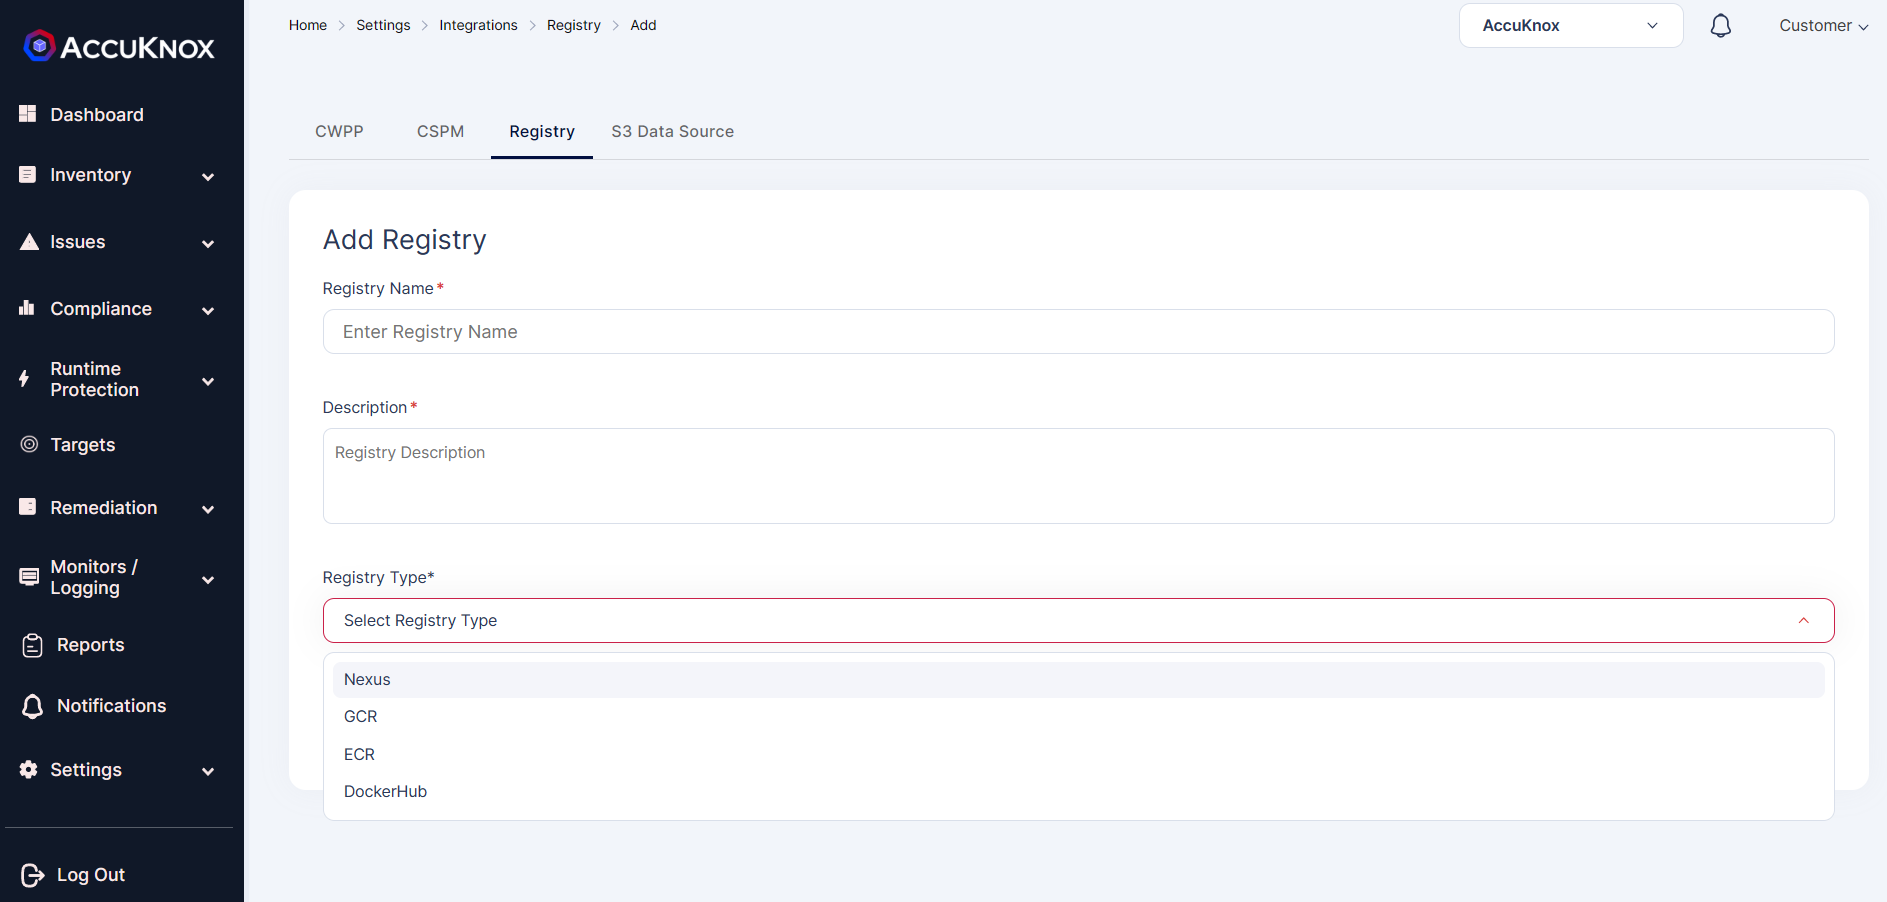 AccuKnox
Dashboard
Inventory
Issues
Compliance
Runtime
Protection
Targets
Remediation
Monitors /
Logging
Reports
Notifications
Settings
Log Out
Home > Settings > Integrations > Registry > Add
AccuKnox
Customer
CWPP CSPM Registry S3 Data Source
Add Registry
Registry Name*
Enter Registry Name
Description*
Registry Description
Registry Type*
Select Registry Type
Nexus
GCR
ECR
DockerHub